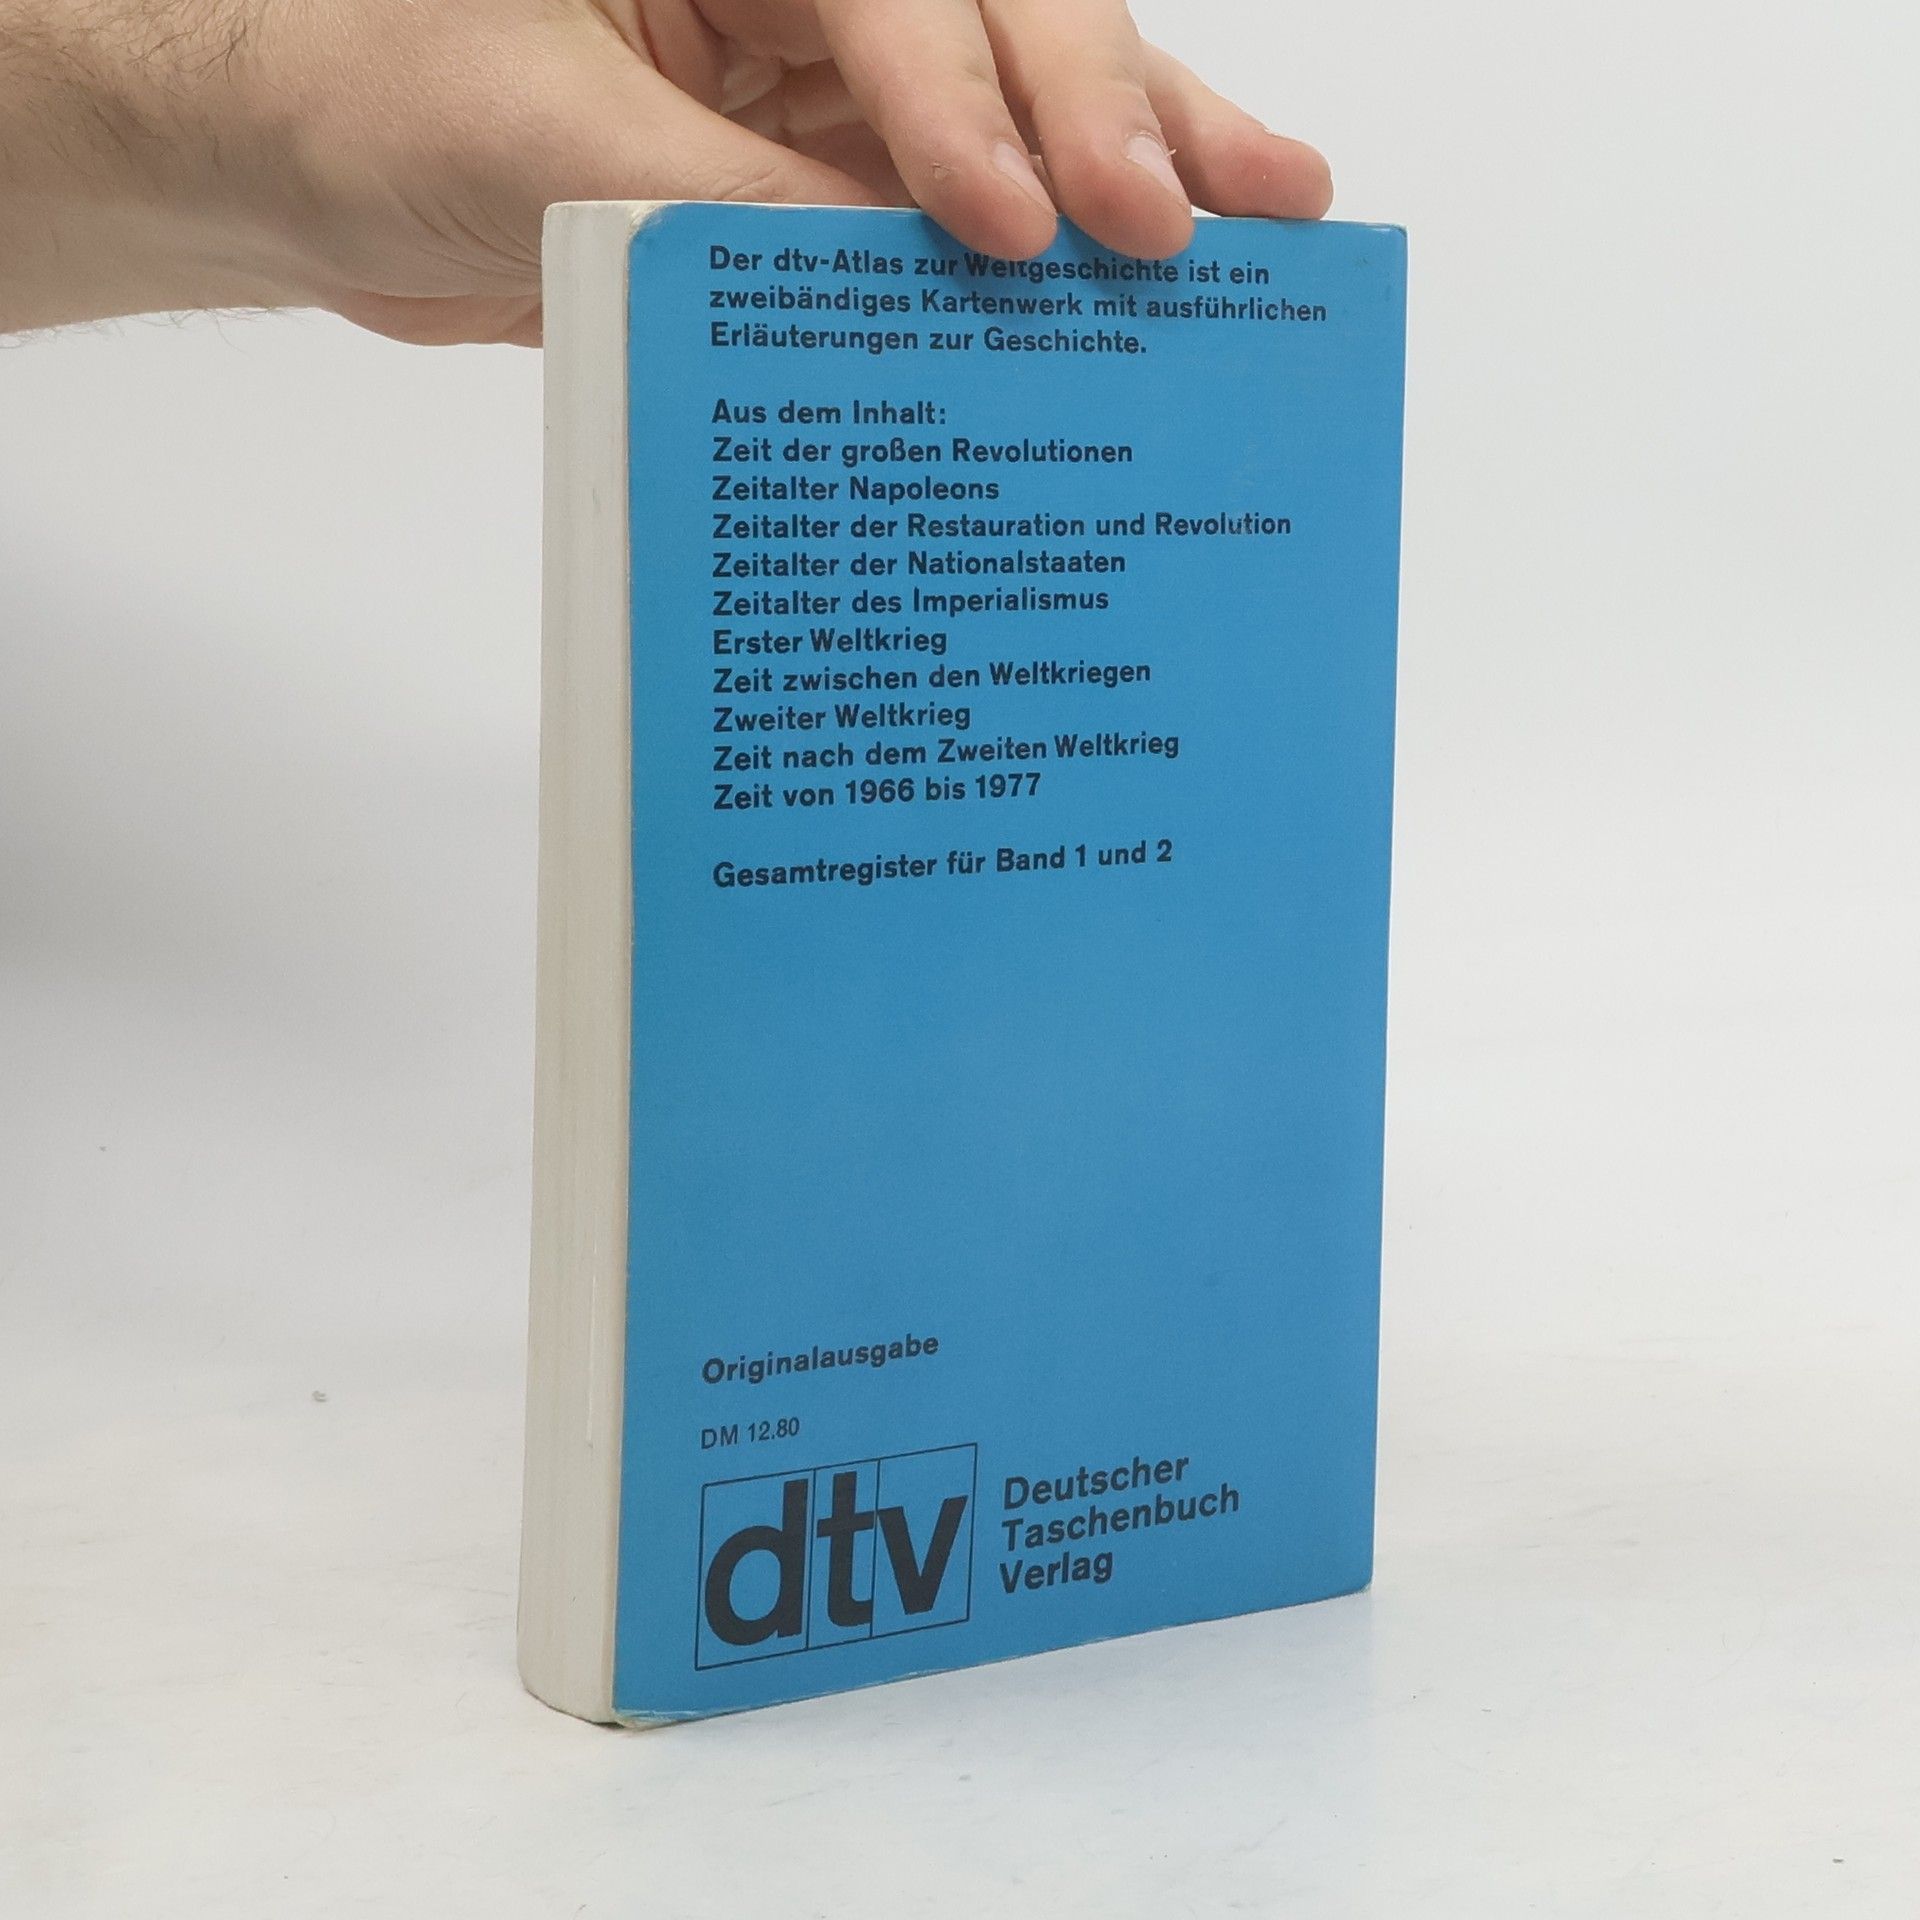 Der dtv-Atlas zur Weltgeschichte ist ein
zweibändiges Kartenwerk mit ausführlichen
Erläuterungen zur Geschichte.
Aus dem Inhalt:
Zeit der großen Revolutionen
Zeitalter Napoleons
Zeitalter der Restauration und Revolution
Zeitalter der Nationalstaaten
Zeitalter des Imperialismus
Erster Weltkrieg
Zeit zwischen den Weltkriegen
Zweiter Weltkrieg
Zeit nach dem Zweiten Weltkrieg
Zeit von 1966 bis 1977
Gesamtregister für Band 1 und 2
Originalausgabe
DM 12.80
dtv
Deutscher
Taschenbuch
Verlag